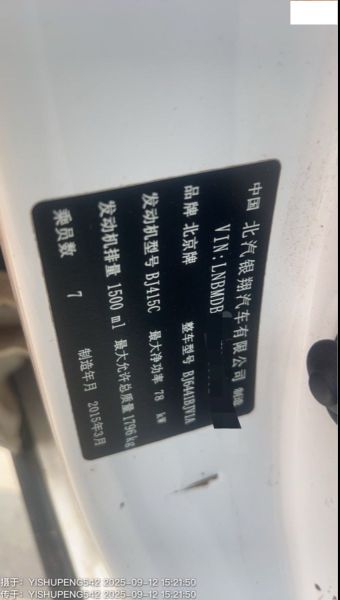 中国 北汽银翔汽车有限公司 制造
VIN:LNBMDB
品牌 北京牌 整车型号 BJ6441BJV1A
发动机型号 BJ415C 最大净功率 78 kW
发动机排量 1500 ml 最大允许总质量 1796 kg
乘员数 7 制造年月 2015年3月
摄于: YISHUPENG542 2025-09-12 15:21:50
传于: YISHUPENG542 2025-09-12 15:21:50